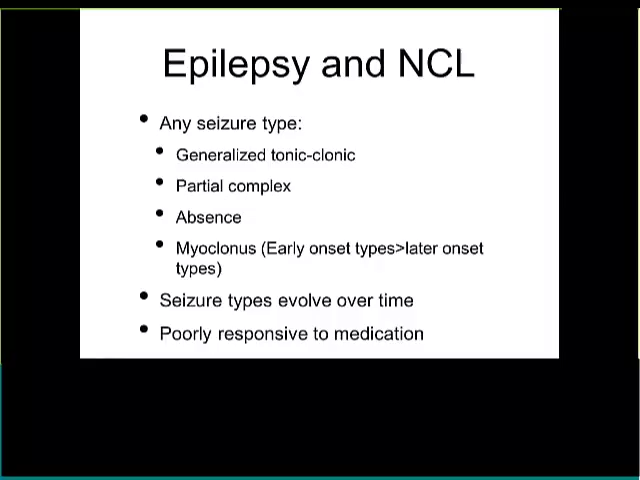 Epilepsy and NCL
• Any seizure type:
• Generalized tonic-clonic
• Partial complex
• Absence
• Myoclonus (Early onset types>later onset
types)
• Seizure types evolve over time
• Poorly responsive to medication